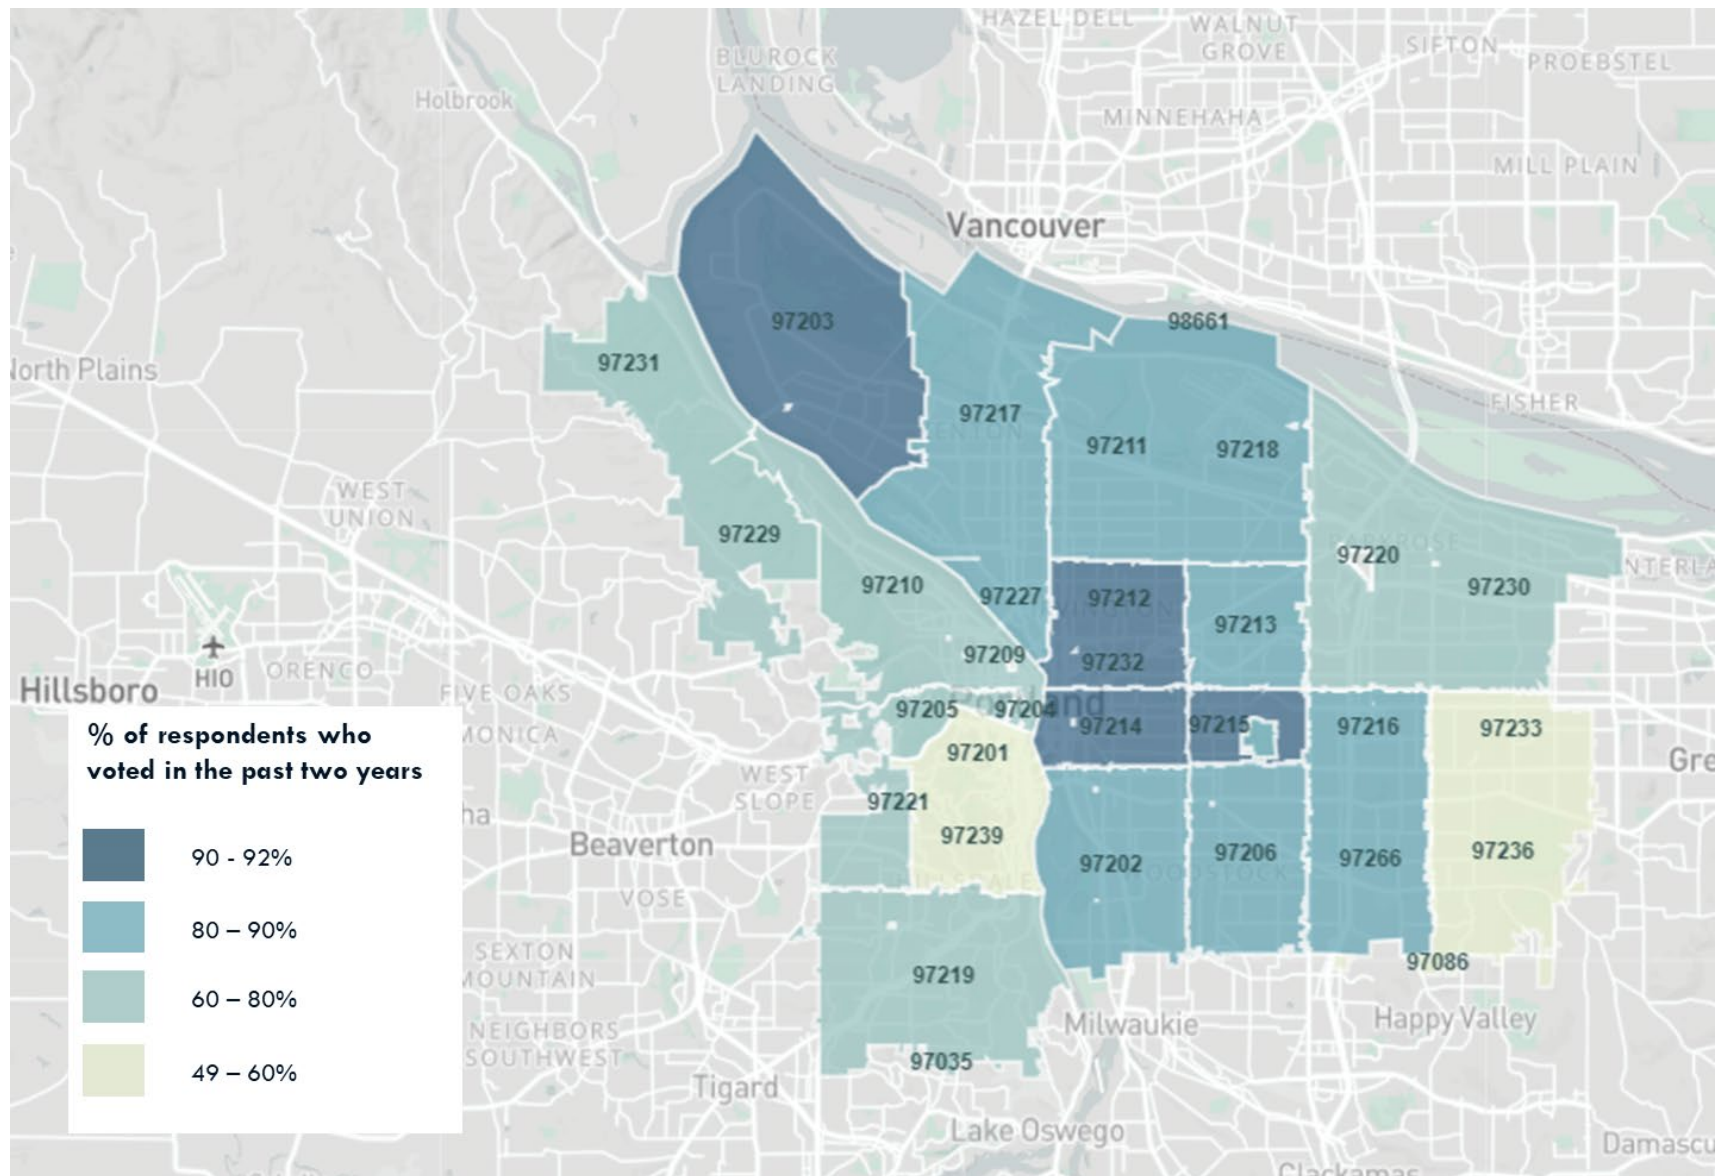 HAZEL DELL
WALNUT
GROVE
SIFTON
PROEBSTEL
BLUROCK
LANDING
Holbrook
MINNEHAHA
MILL PLAIN
Vancouver
97203
98661
97231
North Plains
FISHER
97217
97211
97218
WEST
UNION
97229
97220
97210
97227
97212
97230
97213
97209
97232
HIO
ORENCO
Hillsboro
FIVE OAKS
Portland
97205
97204
97214
97215
97216
97233
97201
WEST
SLOPE
97221
97239
Beaverton
97202
97206
97266
97236
VOSE
SEXTON
MOUNTAIN
97219
97086
NEIGHBORS
SOUTHWEST
97035
Milwaukie
Happy Valley
Tigard
Lake Oswego
Damascu
Clackamas
Gre
% of respondents who
voted in the past two years
90 - 92%
80 – 90%
60 – 80%
49 – 60%